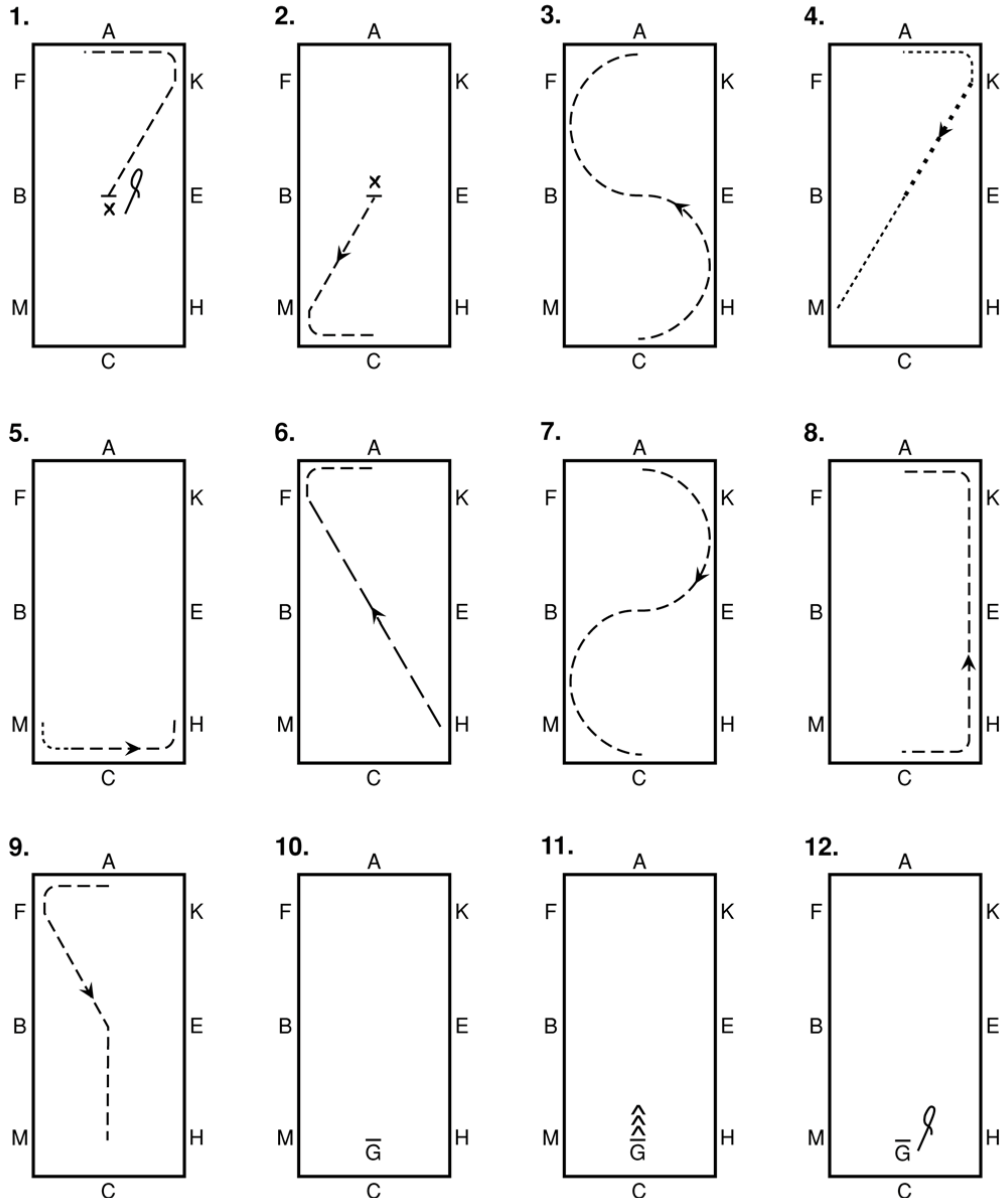 1. 2. 3. 4.
A A A A
F K F K F K F K
x
B E B E B E B E
x
M H M H M H M H
C C C C
5. 6. 7. 8.
A A A A
F K F K F K F K
B E B E B E B E
M H M H M H M H
C C C C
9. 10. 11. 12.
A A A A
F K F K F K F K
B E B E B E B E
M H M H M H M H
G G G
C C C C